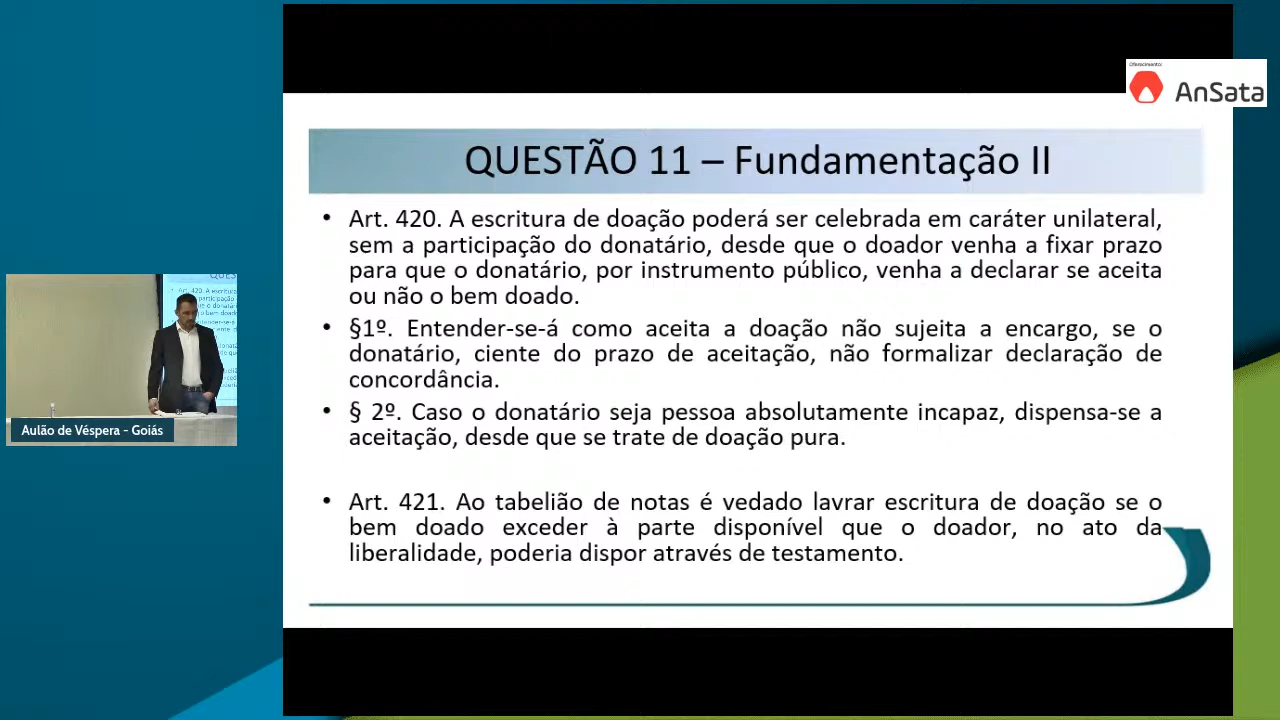 Oferecimento:
AnSata
QUESTÃO 11 – Fundamentação II
• Art. 420. A escritura de doação poderá ser celebrada em caráter unilateral,
sem a participação do donatário, desde que o doador venha a fixar prazo
para que o donatário, por instrumento público, venha a declarar se aceita
ou não o bem doado.
• §1º. Entender-se-á como aceita a doação não sujeita a encargo, se o
donatário, ciente do prazo de aceitação, não formalizar declaração de
concordância.
• § 2º. Caso o donatário seja pessoa absolutamente incapaz, dispensa-se a
aceitação, desde que se trate de doação pura.
• Art. 421. Ao tabelião de notas é vedado lavrar escritura de doação se o
bem doado exceder à parte disponível que o doador, no ato da
liberalidade, poderia dispor através de testamento.
Aulão de Véspera - Goiás